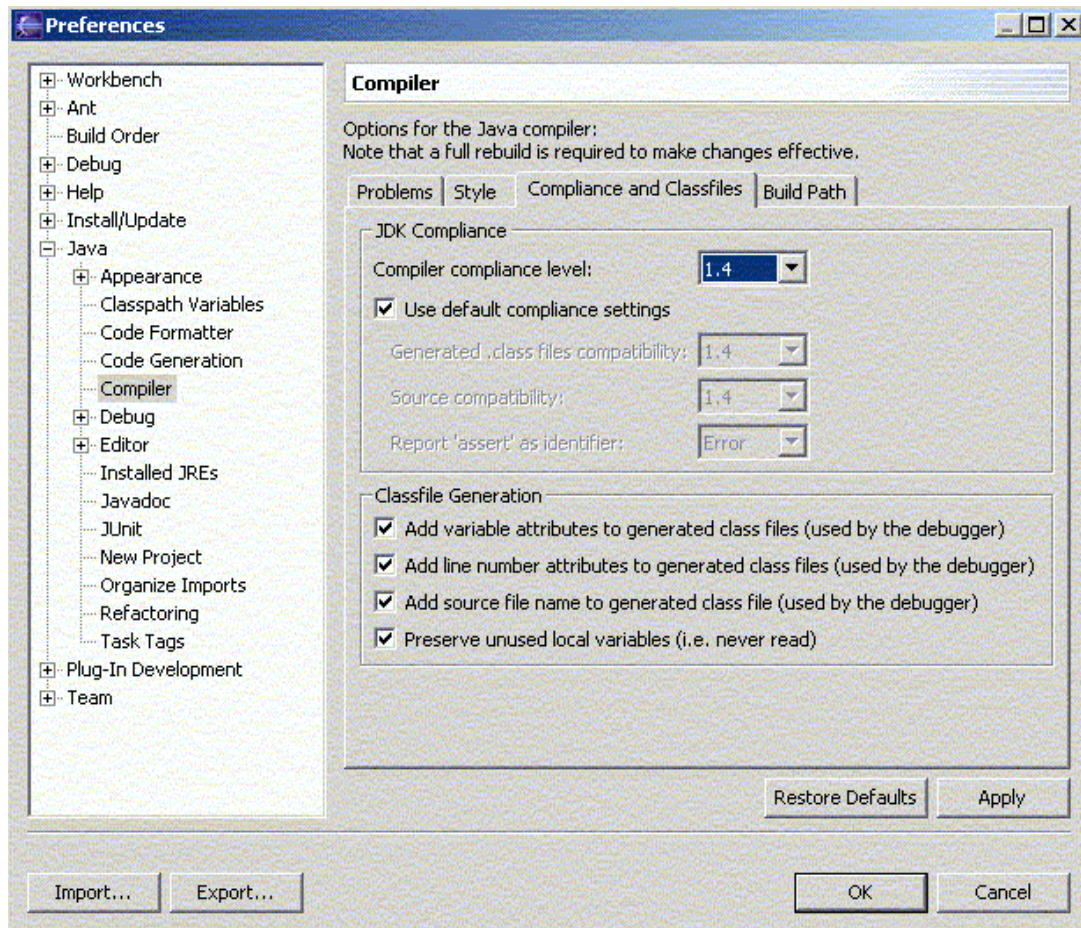 Preferences
Workbench
Ant
Build Order
Debug
Help
Install/Update
Java
Appearance
Classpath Variables
Code Formatter
Code Generation
Compiler
Debug
Editor
Installed JREs
Javadoc
JUnit
New Project
Organize Imports
Refactoring
Task Tags
Plug-In Development
Team
Compiler
Options for the Java compiler:
Note that a full rebuild is required to make changes effective.
Problems Style Compliance and Classfiles Build Path
JDK Compliance
Compiler compliance level: 1.4
Use default compliance settings
Generated .class files compatibility: 1.4
Source compatibility: 1.4
Report 'assert' as identifier: Error
Classfile Generation
Add variable attributes to generated class files (used by the debugger)
Add line number attributes to generated class files (used by the debugger)
Add source file name to generated class file (used by the debugger)
Preserve unused local variables (i.e. never read)
Restore Defaults Apply
Import... Export... OK Cancel